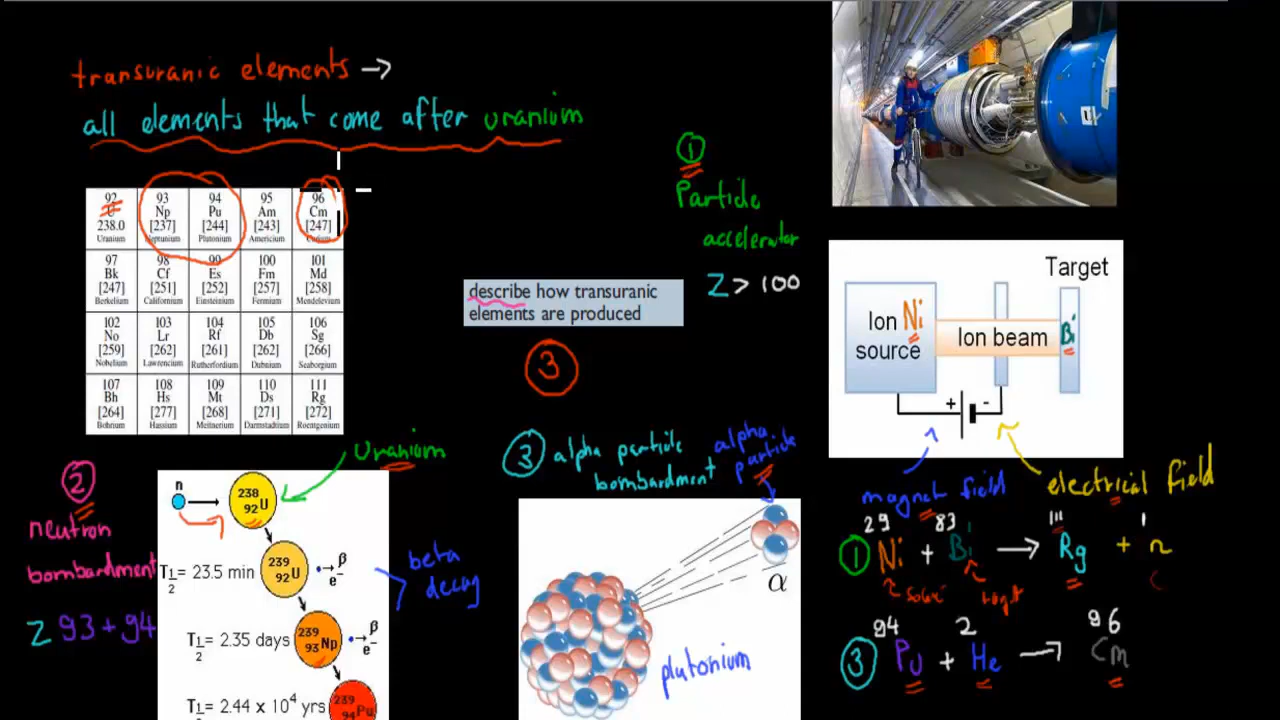 transuranic elements →
all elements that come after uranium
92 93 94 95 96
U Np Pu Am Cm
238.0 [237] [244] [243] [247]
Uranium Neptunium Plutonium Americium Curium
97 98 99 100 101
Bk Cf Es Fm Md
[247] [251] [252] [257] [258]
Berkelium Californium Einsteinium Fermium Mendelevium
102 103 104 105 106
No Lr Rf Db Sg
[259] [262] [261] [262] [266]
Nobelium Lawrencium Rutherfordium Dubnium Seaborgium
107 108 109 110 111
Bh Hs Mt Ds Rg
[264] [277] [268] [271] [272]
Bohrium Hassium Meitnerium Darmstadtium Roentgenium
describe how transuranic
elements are produced
3
1
Particle
accelerator
Z > 100
Target
Ion Ni
source
Ion beam
Bi
+ -
magnet field
electrical field
2
neutron
bombardment
Z 93 + 94
uranium
n → 238 92 U
T1/2 = 23.5 min 239 92 U → β e-
T1/2 = 2.35 days 239 93 Np → β e-
T1/2 = 2.44 x 10⁴ yrs 239 94 Pu
beta
decay
3 alpha particle
bombardment
alpha
particle
α
plutonium
29 83 111 1
1 Ni + Bi → Rg + n
target
94 2 96
3 Pu + He → Cm